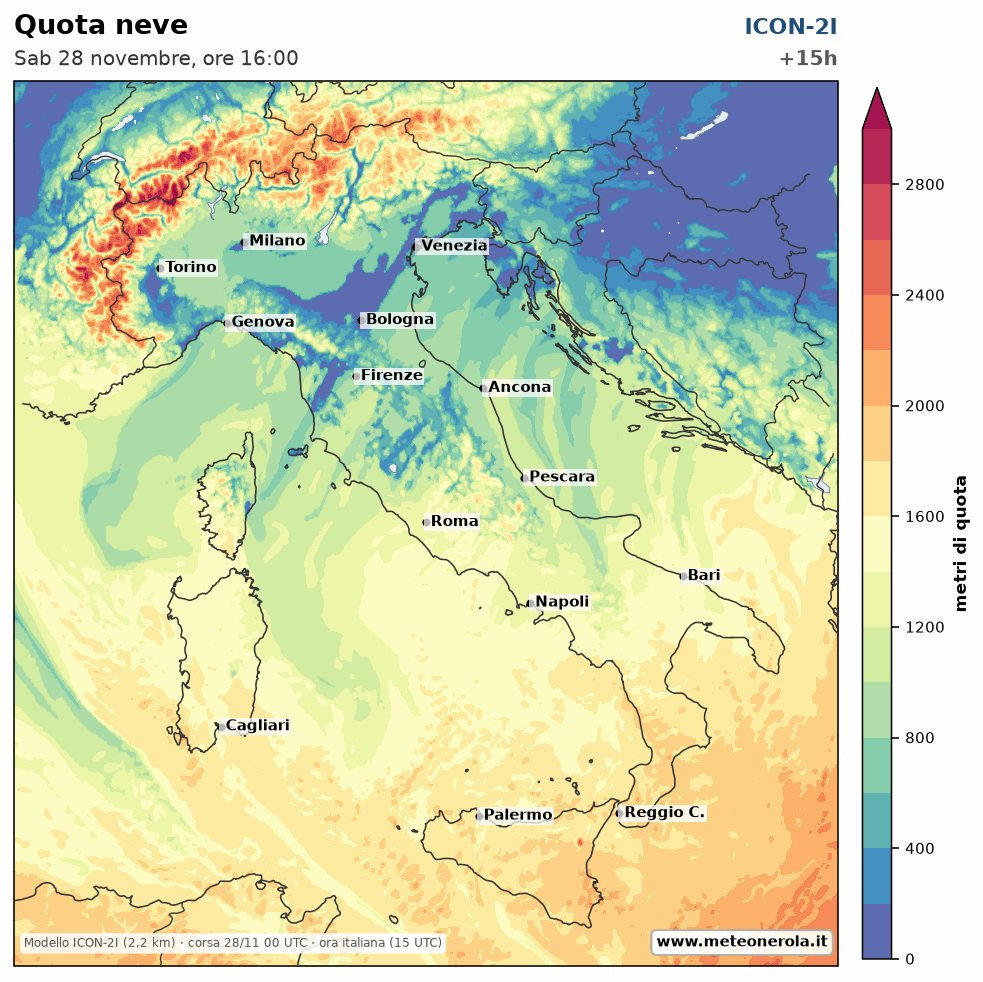 Quota neve
ICON-2I
Sab 28 novembre, ore 16:00
+15h
Milano
Venezia
Torino
Genova
Bologna
Firenze
Ancona
Pescara
Roma
Bari
Napoli
Cagliari
Palermo
Reggio C.
2800
2400
2000
1600
1200
800
400
0
metri di quota
Modello ICON-2I (2,2 km) · corsa 28/11 00 UTC · ora italiana (15 UTC)
www.meteonerola.it